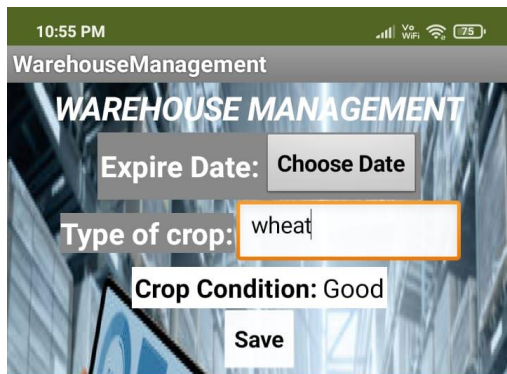 10:55 PM Vo WiFi 75
WarehouseManagement
WAREHOUSE MANAGEMENT
Expire Date: Choose Date
Type of crop: wheat
Crop Condition: Good
Save